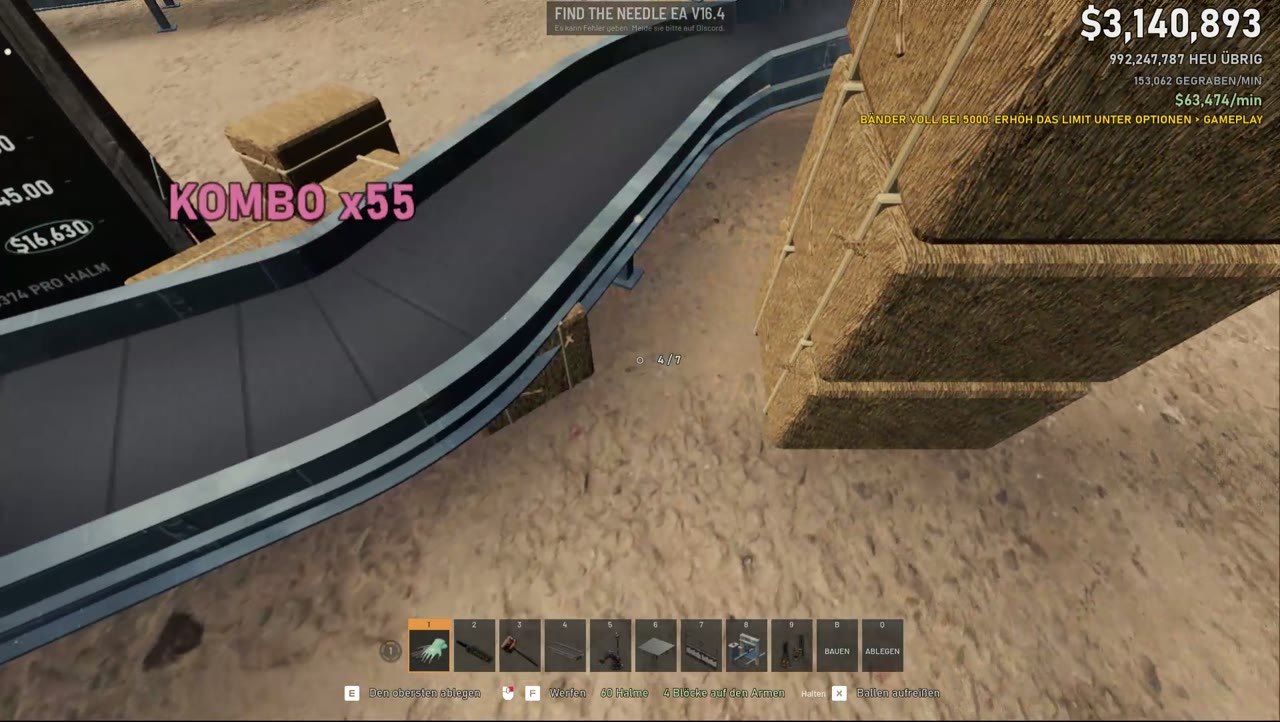 FIND THE NEEDLE EA V16.4
Es kann Fehler geben. Melde sie bitte auf Discord.
$3,140,893
992,247,787 HEU ÜBRIG
153,062 GEGRABEN/MIN
$63,474/min
BÄNDER VOLL BEI 5000: ERHÖH DAS LIMIT UNTER OPTIONEN > GAMEPLAY
KOMBO x55
45.00
$16,630
374 PRO HALM
4/7
1 2 3 4 5 6 7 8 9 B 0
1
BAUEN
ABLEGEN
E Den obersten ablegen F Werfen 60 Halme 4 Blöcke auf den Armen Halten X Ballen aufreißen